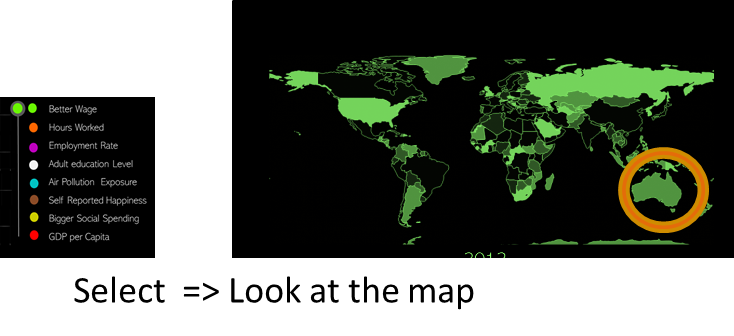 Better Wage
Hours Worked
Employment Rate
Adult education Level
Air Pollution Exposure
Self Reported Happiness
Bigger Social Spending
GDP per Capita
Select => Look at the map